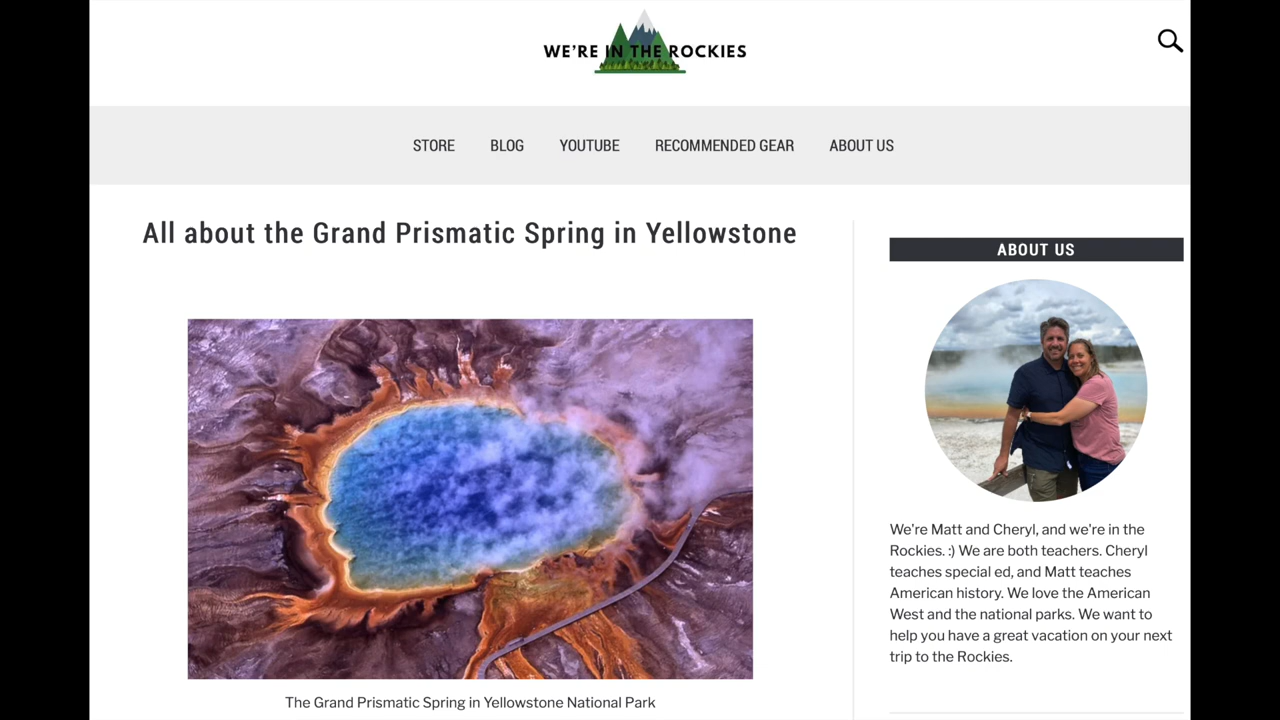 WE'RE IN THE ROCKIES
STORE BLOG YOUTUBE RECOMMENDED GEAR ABOUT US
All about the Grand Prismatic Spring in Yellowstone
The Grand Prismatic Spring in Yellowstone National Park
ABOUT US
We're Matt and Cheryl, and we're in the
Rockies. :) We are both teachers. Cheryl
teaches special ed, and Matt teaches
American history. We love the American
West and the national parks. We want to
help you have a great vacation on your next
trip to the Rockies.